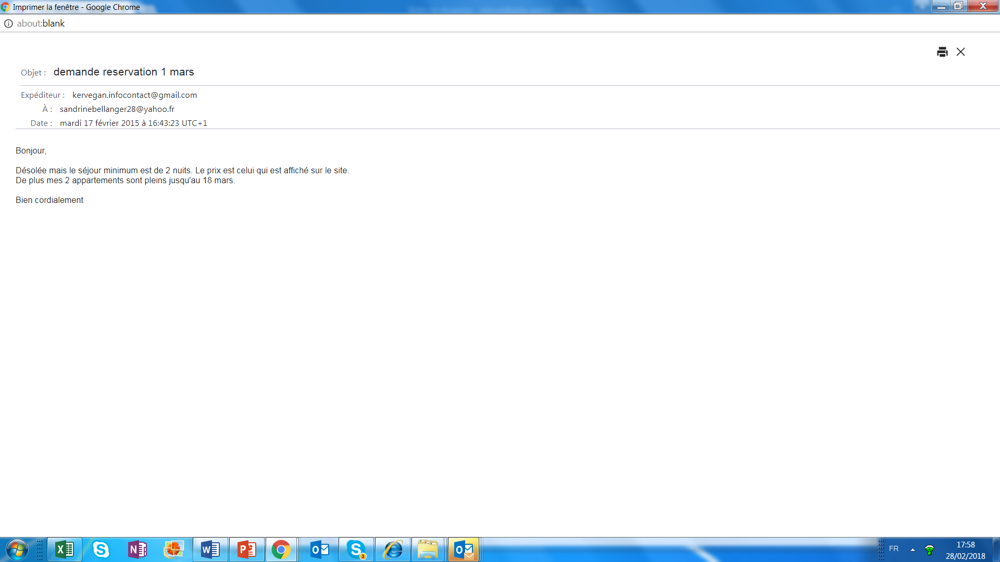 Imprimer la fenêtre - Google Chrome
about:blank
Objet : demande reservation 1 mars
Expéditeur : kervegan.infocontact@gmail.com
À : sandrinebellanger28@yahoo.fr
Date : mardi 17 février 2015 à 16:43:23 UTC+1
Bonjour,
Désolée mais le séjour minimum est de 2 nuits. Le prix est celui qui est affiché sur le site.
De plus mes 2 appartements sont pleins jusqu'au 18 mars.
Bien cordialement
FR
17:58
28/02/2018